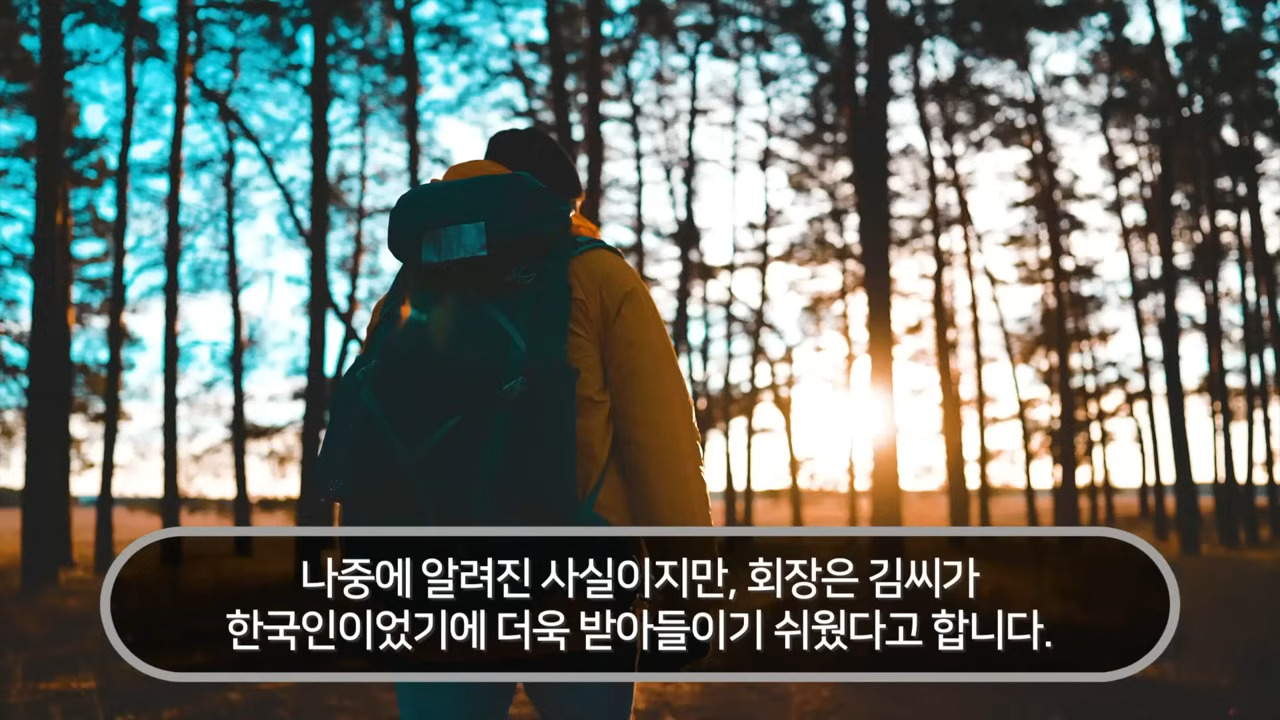 나중에 알려진 사실이지만, 회장은 김씨가
한국인이었기에 더욱 받아들이기 쉬웠다고 합니다.